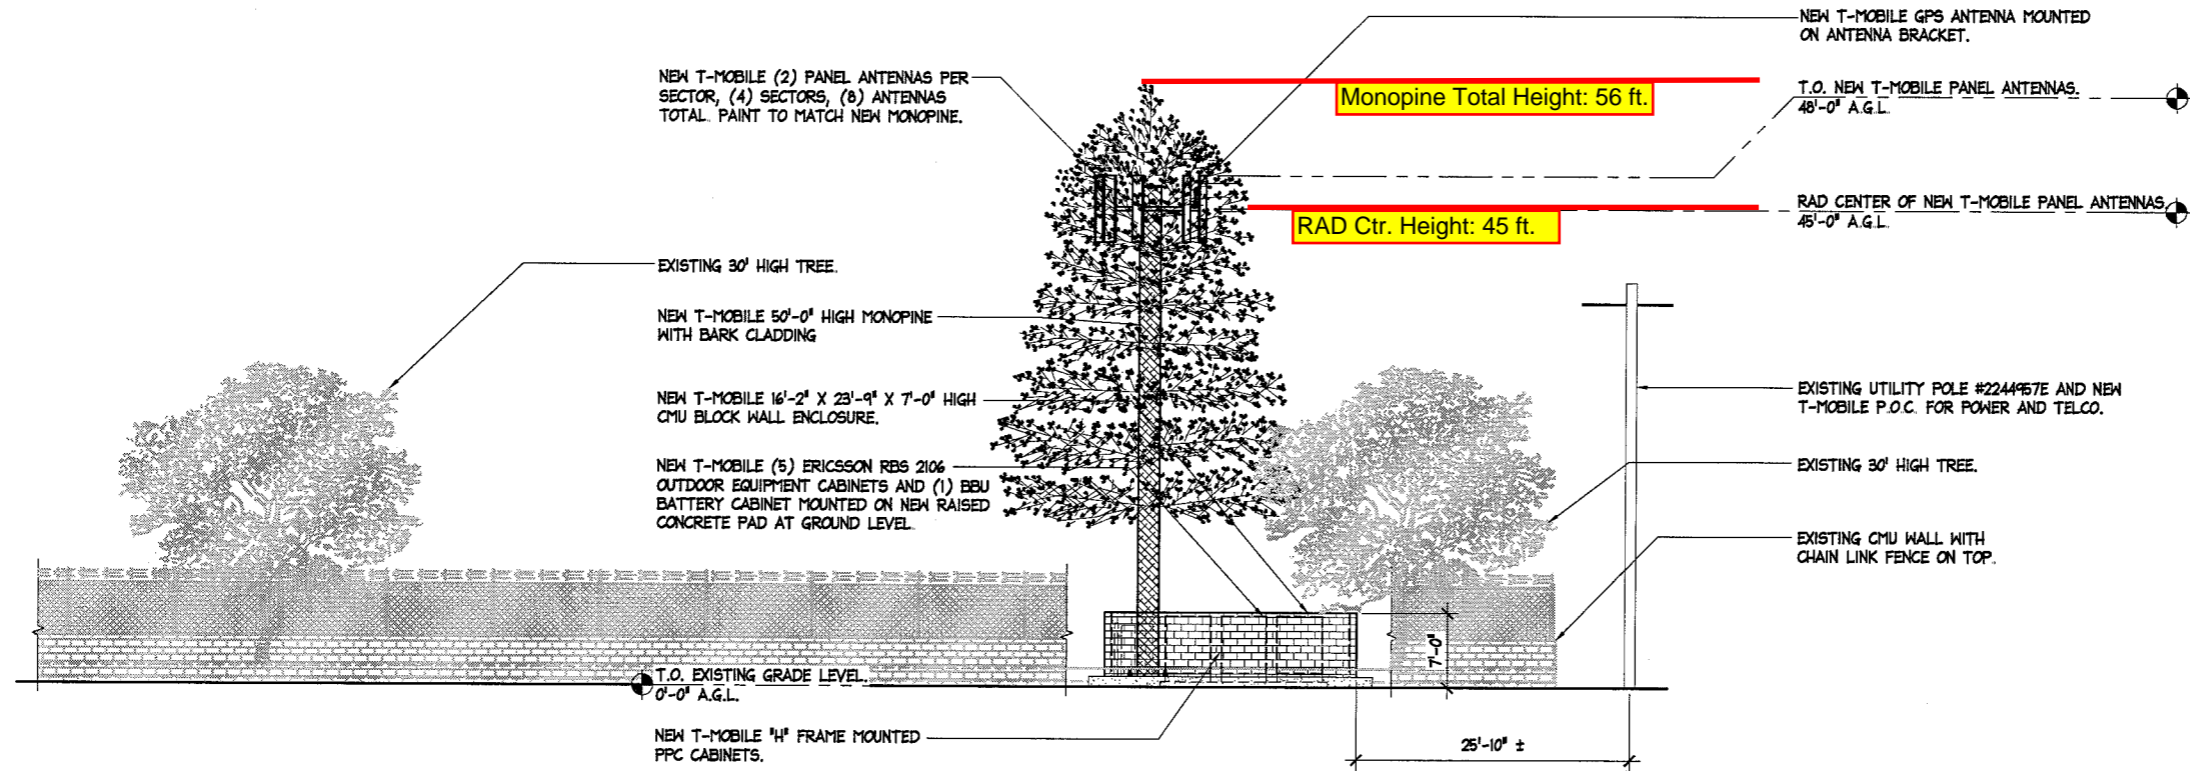 NEW T-MOBILE GPS ANTENNA MOUNTED
ON ANTENNA BRACKET.
NEW T-MOBILE (2) PANEL ANTENNAS PER
SECTOR, (4) SECTORS, (8) ANTENNAS
TOTAL. PAINT TO MATCH NEW MONOPINE.
Monopine Total Height: 56 ft.
T.O. NEW T-MOBILE PANEL ANTENNAS.
48'-0" A.G.L.
RAD CENTER OF NEW T-MOBILE PANEL ANTENNAS.
45'-0" A.G.L.
RAD Ctr. Height: 45 ft.
EXISTING 30' HIGH TREE.
NEW T-MOBILE 50'-0" HIGH MONOPINE
WITH BARK CLADDING
NEW T-MOBILE 16'-2" X 23'-9" X 7'-0" HIGH
CMU BLOCK WALL ENCLOSURE.
NEW T-MOBILE (5) ERICSSON RBS 2106
OUTDOOR EQUIPMENT CABINETS AND (1) BBU
BATTERY CABINET MOUNTED ON NEW RAISED
CONCRETE PAD AT GROUND LEVEL.
EXISTING UTILITY POLE #2244957E AND NEW
T-MOBILE P.O.C. FOR POWER AND TELCO.
EXISTING 30' HIGH TREE.
EXISTING CMU WALL WITH
CHAIN LINK FENCE ON TOP.
7'-0"
T.O. EXISTING GRADE LEVEL.
0'-0" A.G.L.
NEW T-MOBILE "H" FRAME MOUNTED
PPC CABINETS.
25'-10" ±